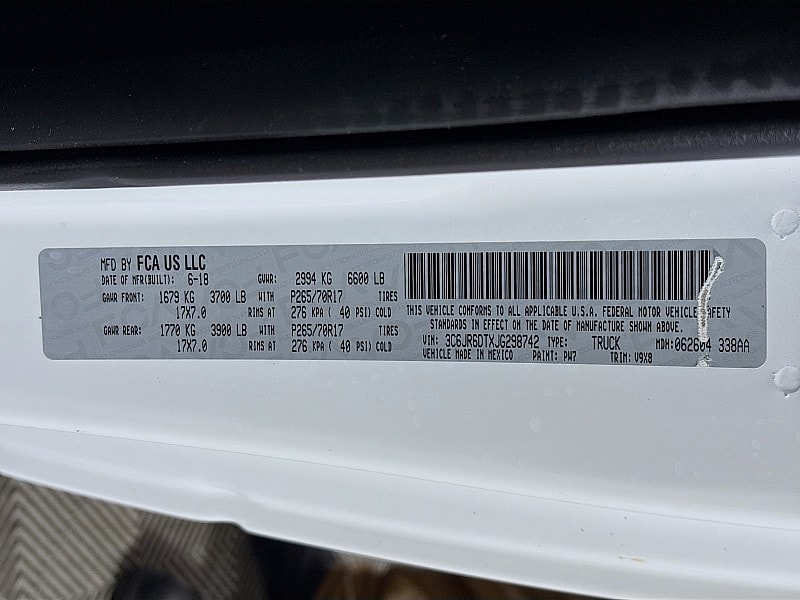 MFD BY FCA US LLC
DATE OF MFR(BUILT): 6-18 GVWR: 2994 KG 6600 LB
GAWR FRONT: 1679 KG 3700 LB WITH P265/70R17 TIRES
17X7.0 RIMS AT 276 KPA ( 40 PSI) COLD
GAWR REAR: 1770 KG 3900 LB WITH P265/70R17 TIRES
17X7.0 RIMS AT 276 KPA ( 40 PSI) COLD
THIS VEHICLE CONFORMS TO ALL APPLICABLE U.S.A. FEDERAL MOTOR VEHICLE SAFETY
STANDARDS IN EFFECT ON THE DATE OF MANUFACTURE SHOWN ABOVE.
VIN: 3C6JR6DTXJG298742 TYPE: TRUCK MDH:062604 338AA
VEHICLE MADE IN MEXICO PAINT: PW7 TRIM: V9X8